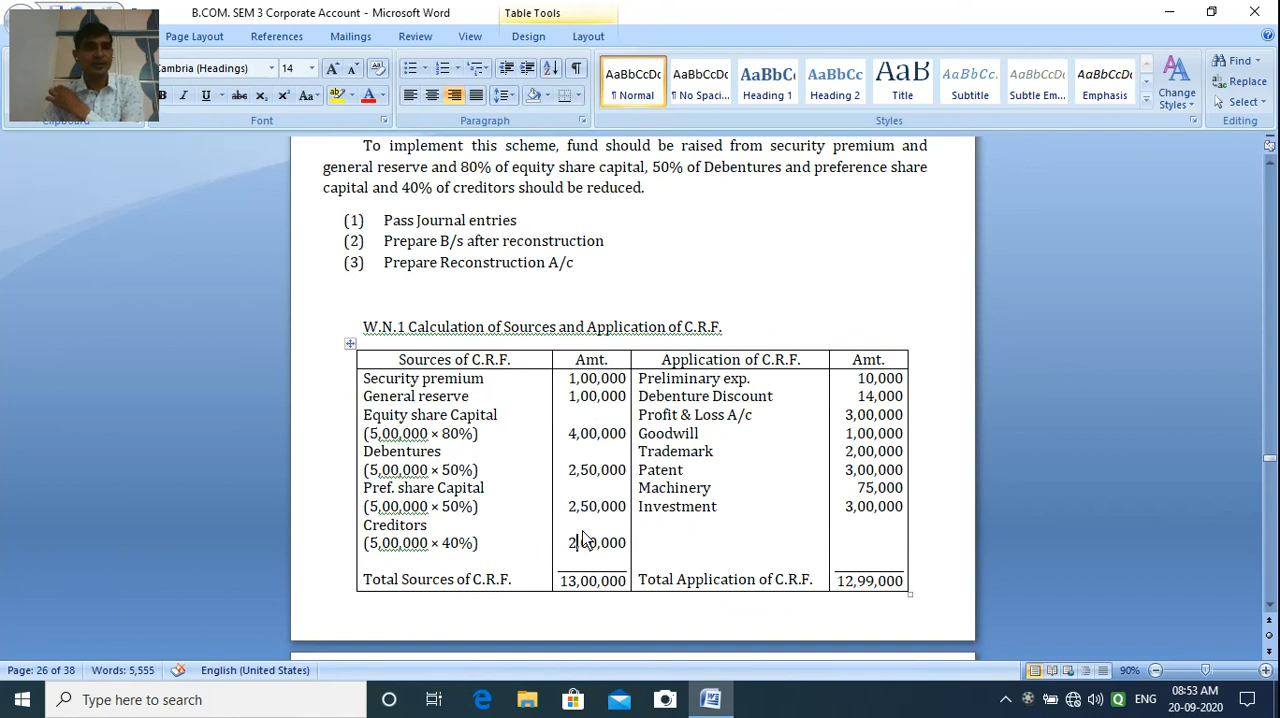 B.COM. SEM 3 Corporate Account - Microsoft Word
Table Tools
Page Layout References Mailings Review View Design Layout
Cambria (Headings) 14
AaBbCcDc AaBbCcDc AaBbCc AaBbCc AaB AaBbCc. AaBbCcDc AaBbCcDc
¶ Normal ¶ No Spaci... Heading 1 Heading 2 Title Subtitle Subtle Em... Emphasis
Change Styles
Find
Replace
Select
Clipboard Font Paragraph Styles Editing
To implement this scheme, fund should be raised from security premium and
general reserve and 80% of equity share capital, 50% of Debentures and preference share
capital and 40% of creditors should be reduced.
(1) Pass Journal entries
(2) Prepare B/s after reconstruction
(3) Prepare Reconstruction A/c
W.N.1 Calculation of Sources and Application of C.R.F.
Sources of C.R.F. Amt. Application of C.R.F. Amt.
Security premium 1,00,000 Preliminary exp. 10,000
General reserve 1,00,000 Debenture Discount 14,000
Equity share Capital Profit & Loss A/c 3,00,000
(5,00,000 × 80%) 4,00,000 Goodwill 1,00,000
Debentures Trademark 2,00,000
(5,00,000 × 50%) 2,50,000 Patent 3,00,000
Pref. share Capital Machinery 75,000
(5,00,000 × 50%) 2,50,000 Investment 3,00,000
Creditors
(5,00,000 × 40%) 2,00,000
Total Sources of C.R.F. 13,00,000 Total Application of C.R.F. 12,99,000
Page: 26 of 38 Words: 5,555 English (United States) 90%
Type here to search
ENG
08:53 AM
20-09-2020